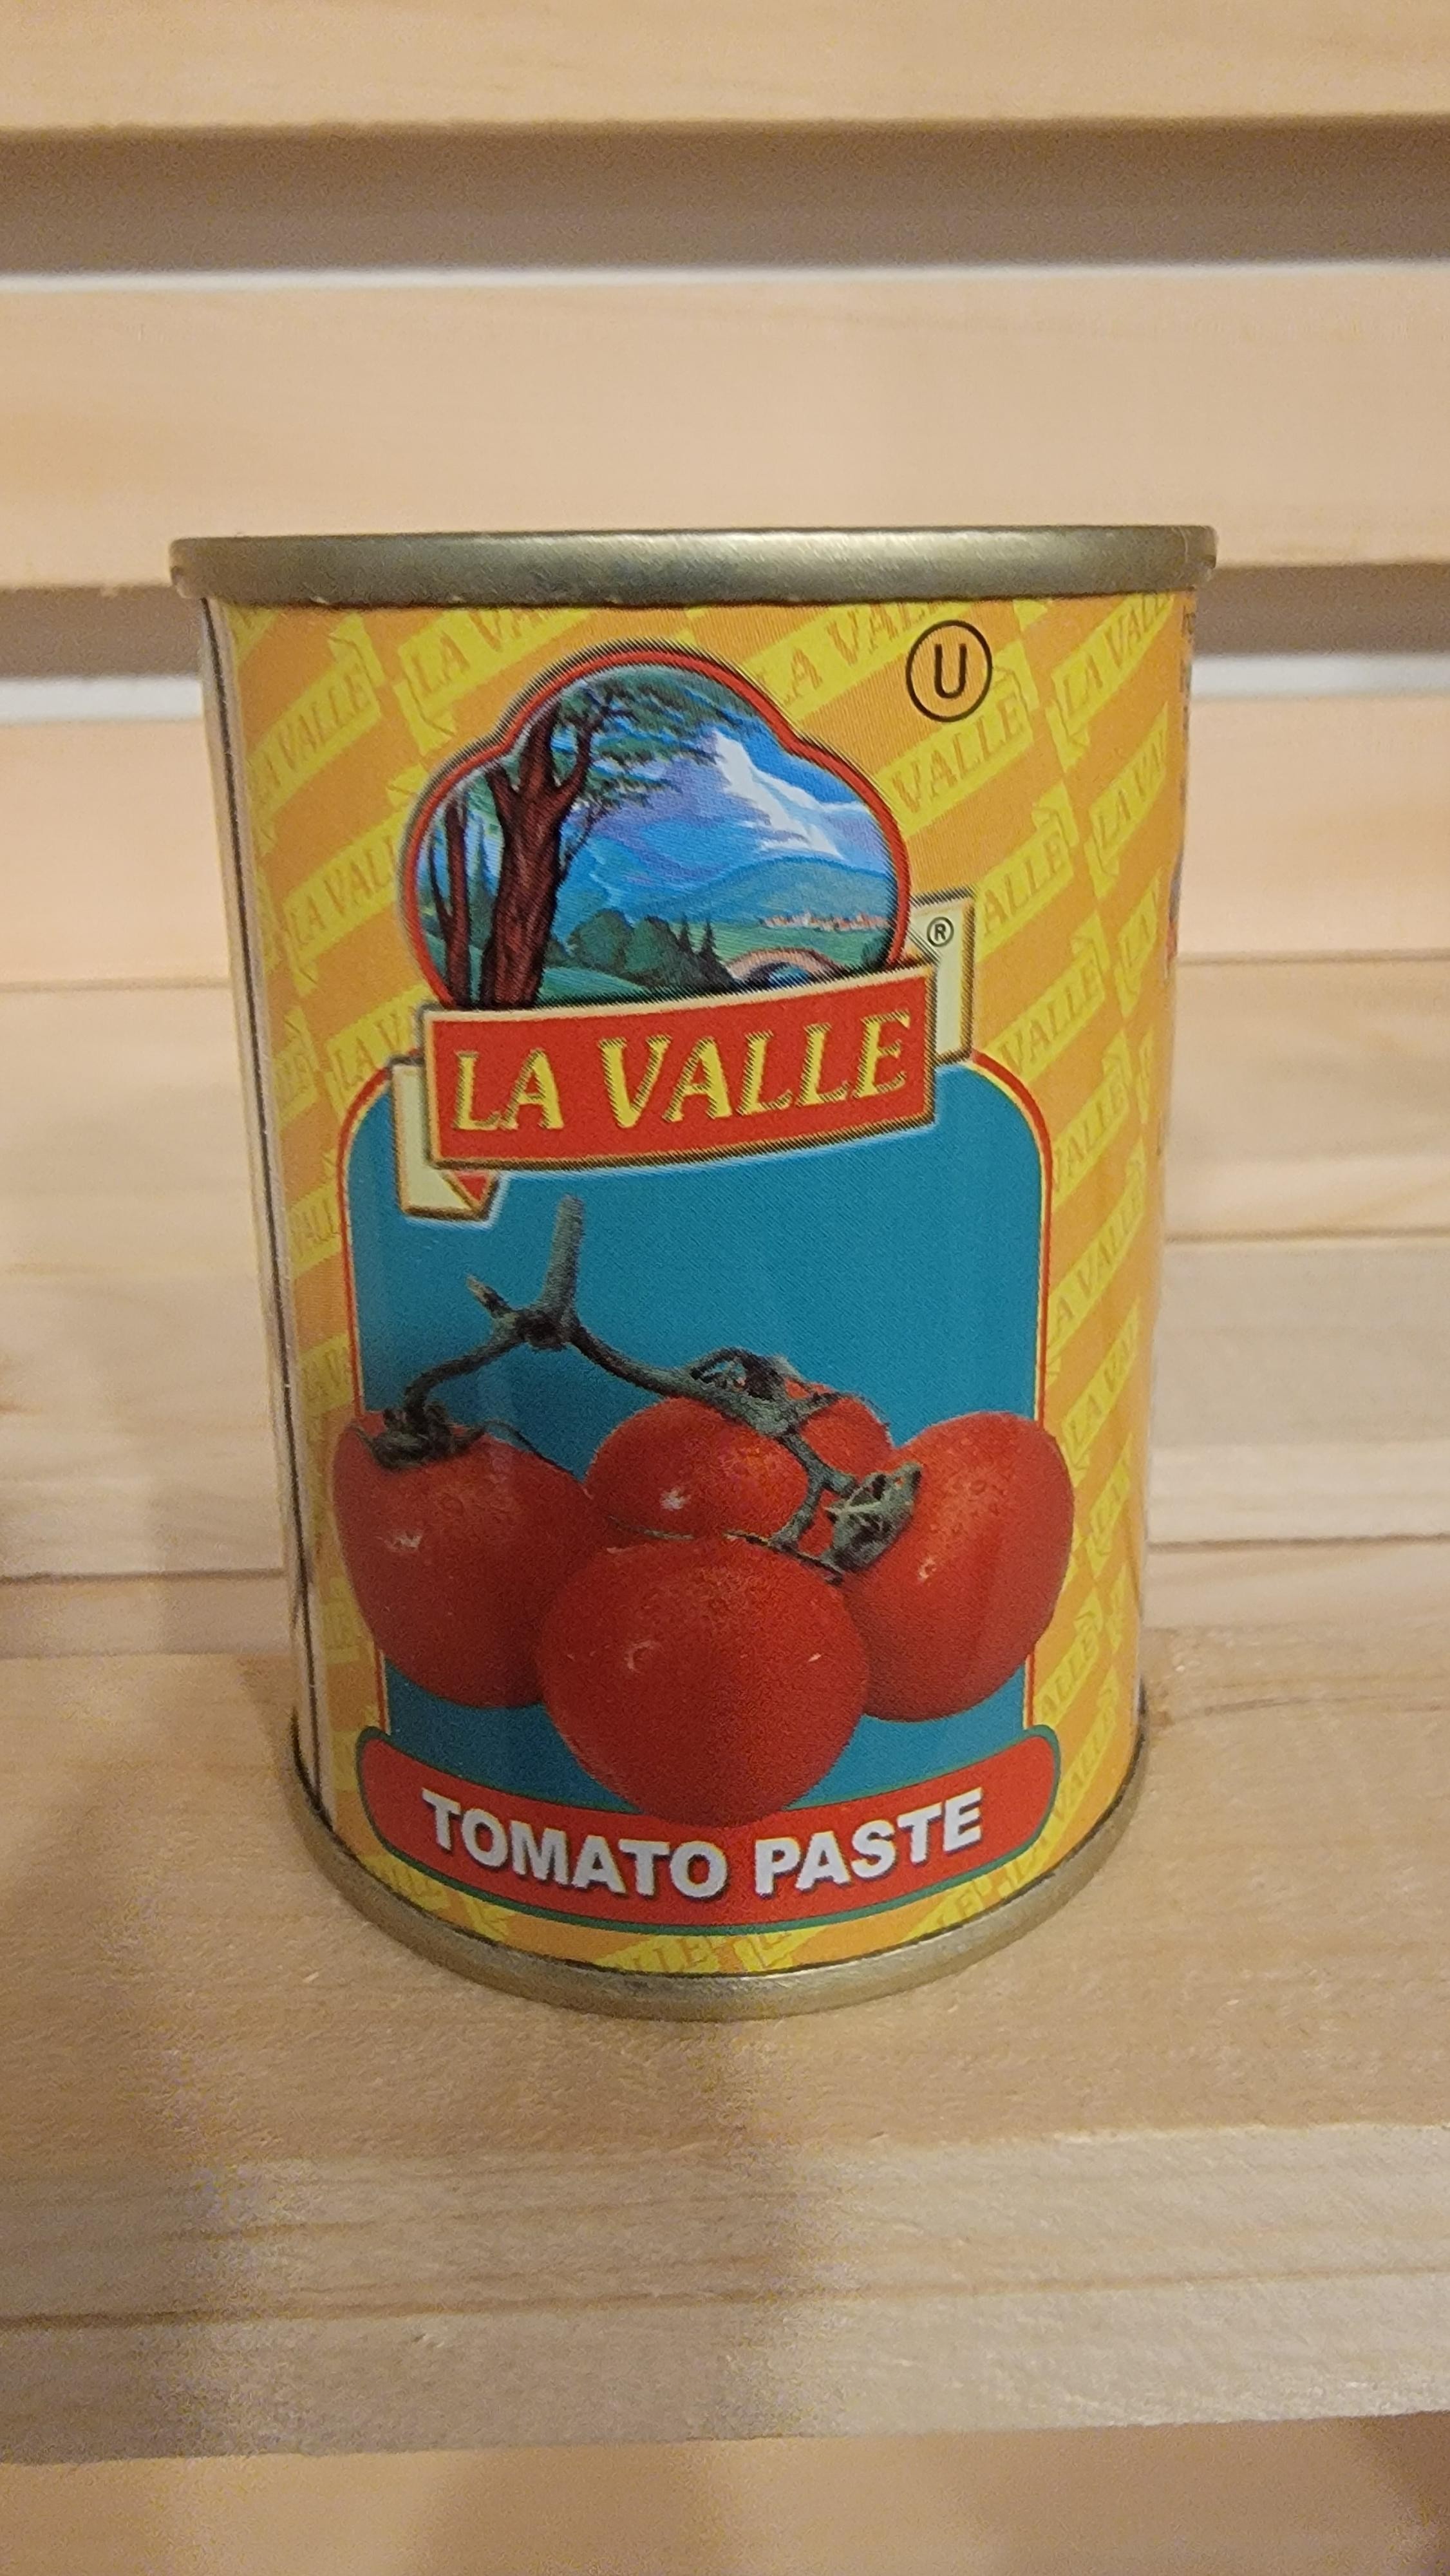 U
®
LA VALLE
TOMATO PASTE